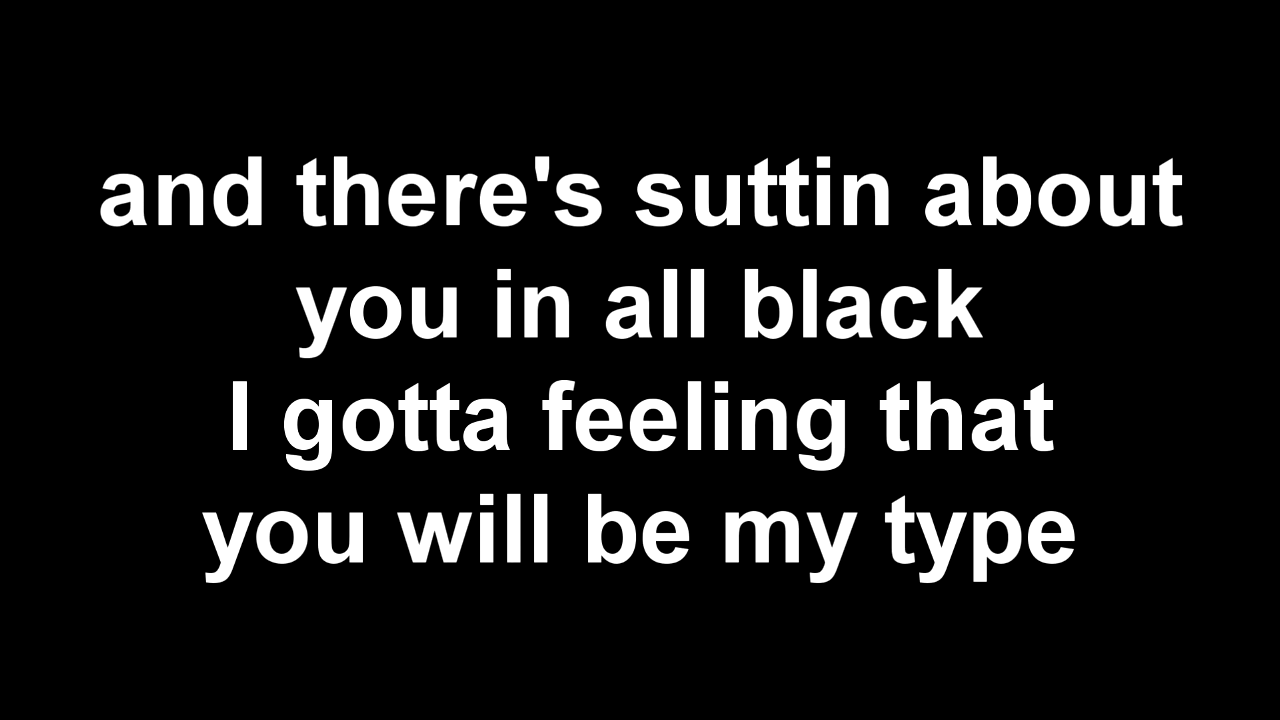 and there's suttin about
you in all black
I gotta feeling that
you will be my type